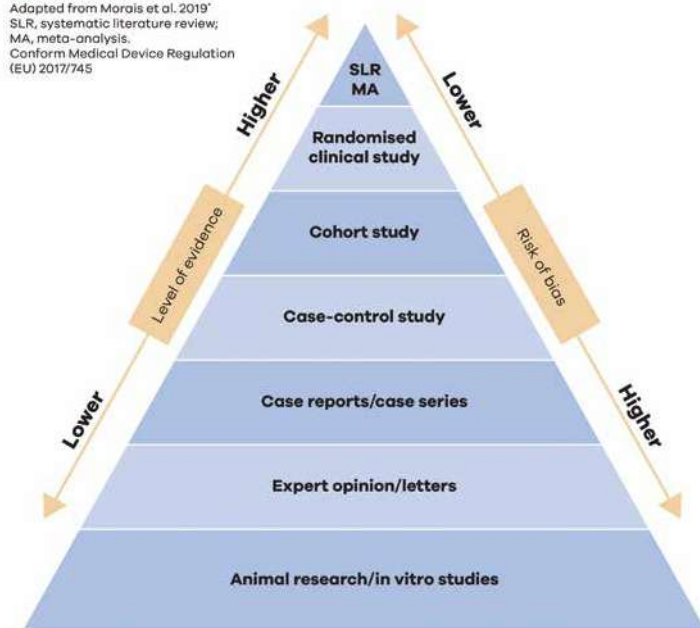 Adapted from Morais et al. 2019*
SLR, systematic literature review;
MA, meta-analysis.
Conform Medical Device Regulation
(EU) 2017/745
Higher
Level of evidence
Lower
SLR
MA
Randomised
clinical study
Cohort study
Case-control study
Case reports/case series
Expert opinion/letters
Animal research/in vitro studies
Lower
Risk of bias
Higher